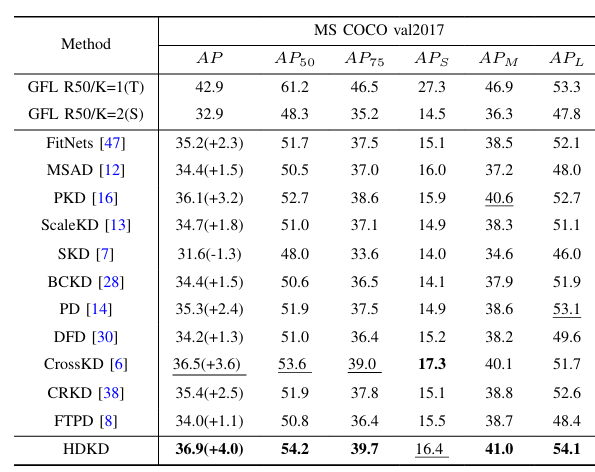 Method MS COCO val2017
AP AP50 AP75 APS APM APL
GFL R50/K=1(T) 42.9 61.2 46.5 27.3 46.9 53.3
GFL R50/K=2(S) 32.9 48.3 35.2 14.5 36.3 47.8
FitNets [47] 35.2(+2.3) 51.7 37.5 15.1 38.5 52.1
MSAD [12] 34.4(+1.5) 50.5 37.0 16.0 37.2 48.0
PKD [16] 36.1(+3.2) 52.7 38.6 15.9 40.6 52.7
ScaleKD [13] 34.7(+1.8) 51.0 37.1 14.9 38.3 51.1
SKD [7] 31.6(-1.3) 48.0 33.6 14.0 34.6 46.0
BCKD [28] 34.4(+1.5) 50.6 36.5 14.1 37.9 51.9
PD [14] 35.3(+2.4) 51.9 37.5 14.9 38.6 53.1
DFD [30] 34.2(+1.3) 51.0 36.4 15.2 38.2 49.6
CrossKD [6] 36.5(+3.6) 53.6 39.0 17.3 40.1 51.7
CRKD [38] 35.4(+2.5) 51.9 37.8 15.1 38.8 52.6
FTPD [8] 34.0(+1.1) 50.8 36.4 15.5 38.7 48.4
HDKD 36.9(+4.0) 54.2 39.7 16.4 41.0 54.1